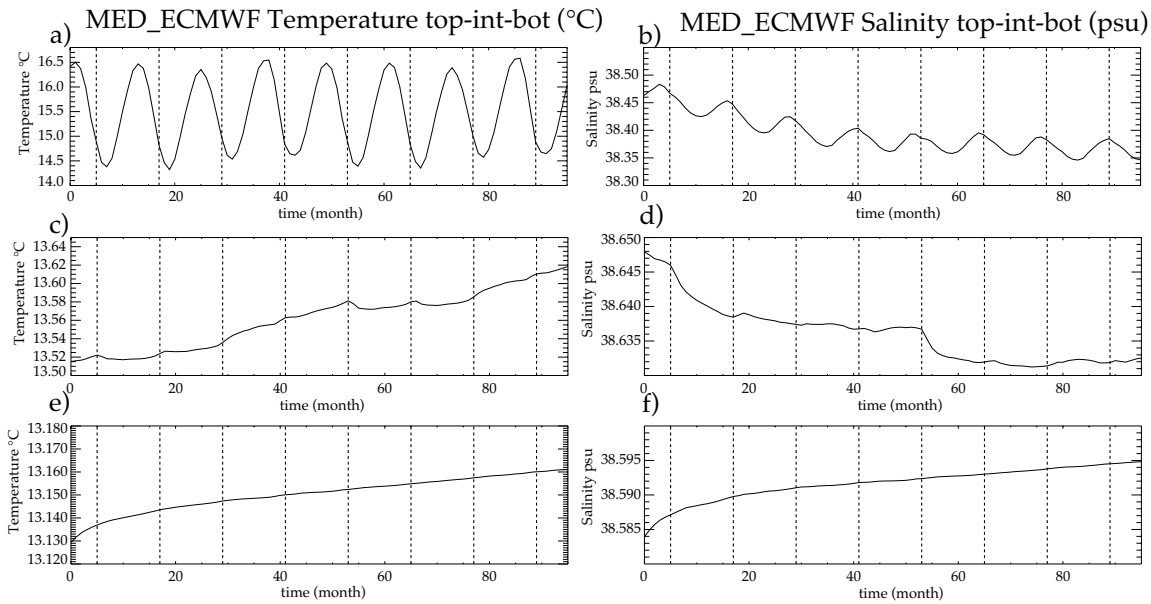 MED_ECMWF Temperature top-int-bot (°C)
MED_ECMWF Salinity top-int-bot (psu)
a)
Temperature °C
16.5
16.0
15.5
15.0
14.5
14.0
0 20 40 60 80
time (month)
b)
Salinity psu
38.50
38.45
38.40
38.35
38.30
0 20 40 60 80
time (month)
c)
Temperature °C
13.64
13.62
13.60
13.58
13.56
13.54
13.52
13.50
0 20 40 60 80
time (month)
d)
Salinity psu
38.650
38.645
38.640
38.635
0 20 40 60 80
time (month)
e)
Temperature °C
13.180
13.170
13.160
13.150
13.140
13.130
13.120
0 20 40 60 80
time (month)
f)
Salinity psu
38.595
38.590
38.585
0 20 40 60 80
time (month)